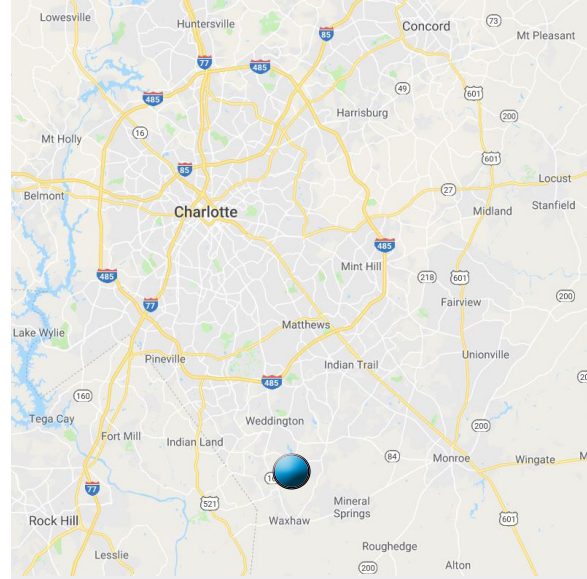 Lowesville
Huntersville
Concord
73
Mt Pleasant
85
77
485
49
601
485
200
Harrisburg
16
Mt Holly
601
85
Locust
Belmont
27
Stanfield
Charlotte
Midland
485
Mint Hill
485
218
601
200
77
Fairview
Matthews
Lake Wylie
Pineville
Indian Trail
Unionville
485
160
Tega Cay
Weddington
200
Fort Mill
Indian Land
84
Monroe
Wingate
77
521
Mineral
Springs
Rock Hill
Waxhaw
601
Lesslie
Roughedge
200
Alton